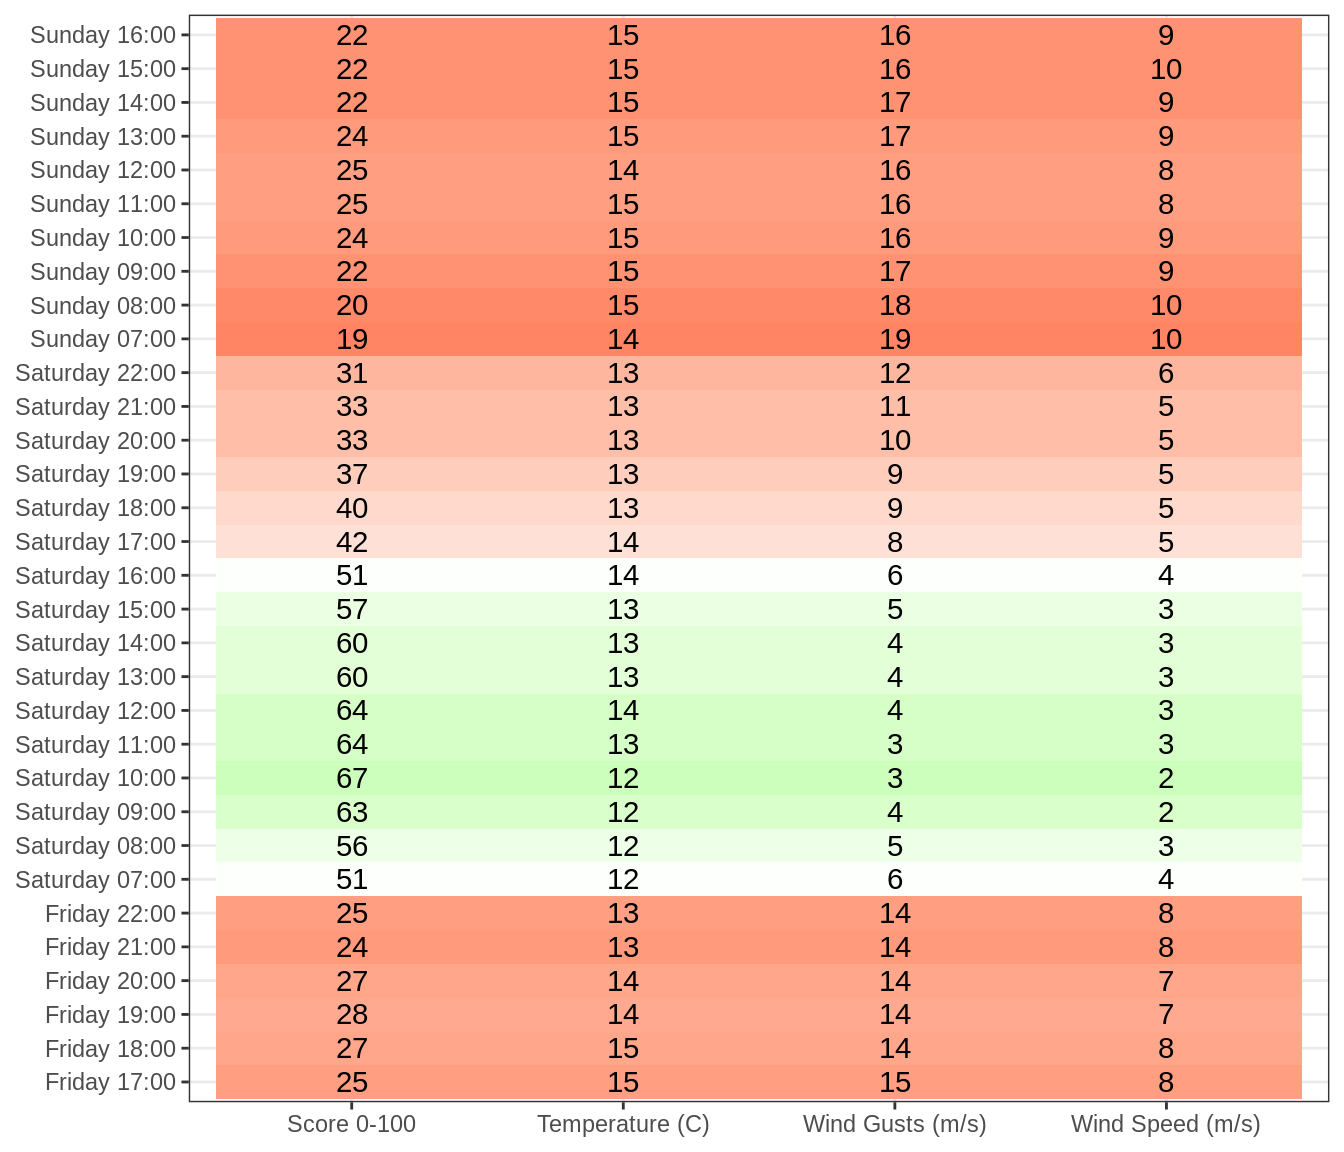 Sunday 16:00 22 15 16 9
Sunday 15:00 22 15 16 10
Sunday 14:00 22 15 17 9
Sunday 13:00 24 15 17 9
Sunday 12:00 25 14 16 8
Sunday 11:00 25 15 16 8
Sunday 10:00 24 15 16 9
Sunday 09:00 22 15 17 9
Sunday 08:00 20 15 18 10
Sunday 07:00 19 14 19 10
Saturday 22:00 31 13 12 6
Saturday 21:00 33 13 11 5
Saturday 20:00 33 13 10 5
Saturday 19:00 37 13 9 5
Saturday 18:00 40 13 9 5
Saturday 17:00 42 14 8 5
Saturday 16:00 51 14 6 4
Saturday 15:00 57 13 5 3
Saturday 14:00 60 13 4 3
Saturday 13:00 60 13 4 3
Saturday 12:00 64 14 4 3
Saturday 11:00 64 13 3 3
Saturday 10:00 67 12 3 2
Saturday 09:00 63 12 4 2
Saturday 08:00 56 12 5 3
Saturday 07:00 51 12 6 4
Friday 22:00 25 13 14 8
Friday 21:00 24 13 14 8
Friday 20:00 27 14 14 7
Friday 19:00 28 14 14 7
Friday 18:00 27 15 14 8
Friday 17:00 25 15 15 8
Score 0-100 Temperature (C) Wind Gusts (m/s) Wind Speed (m/s)